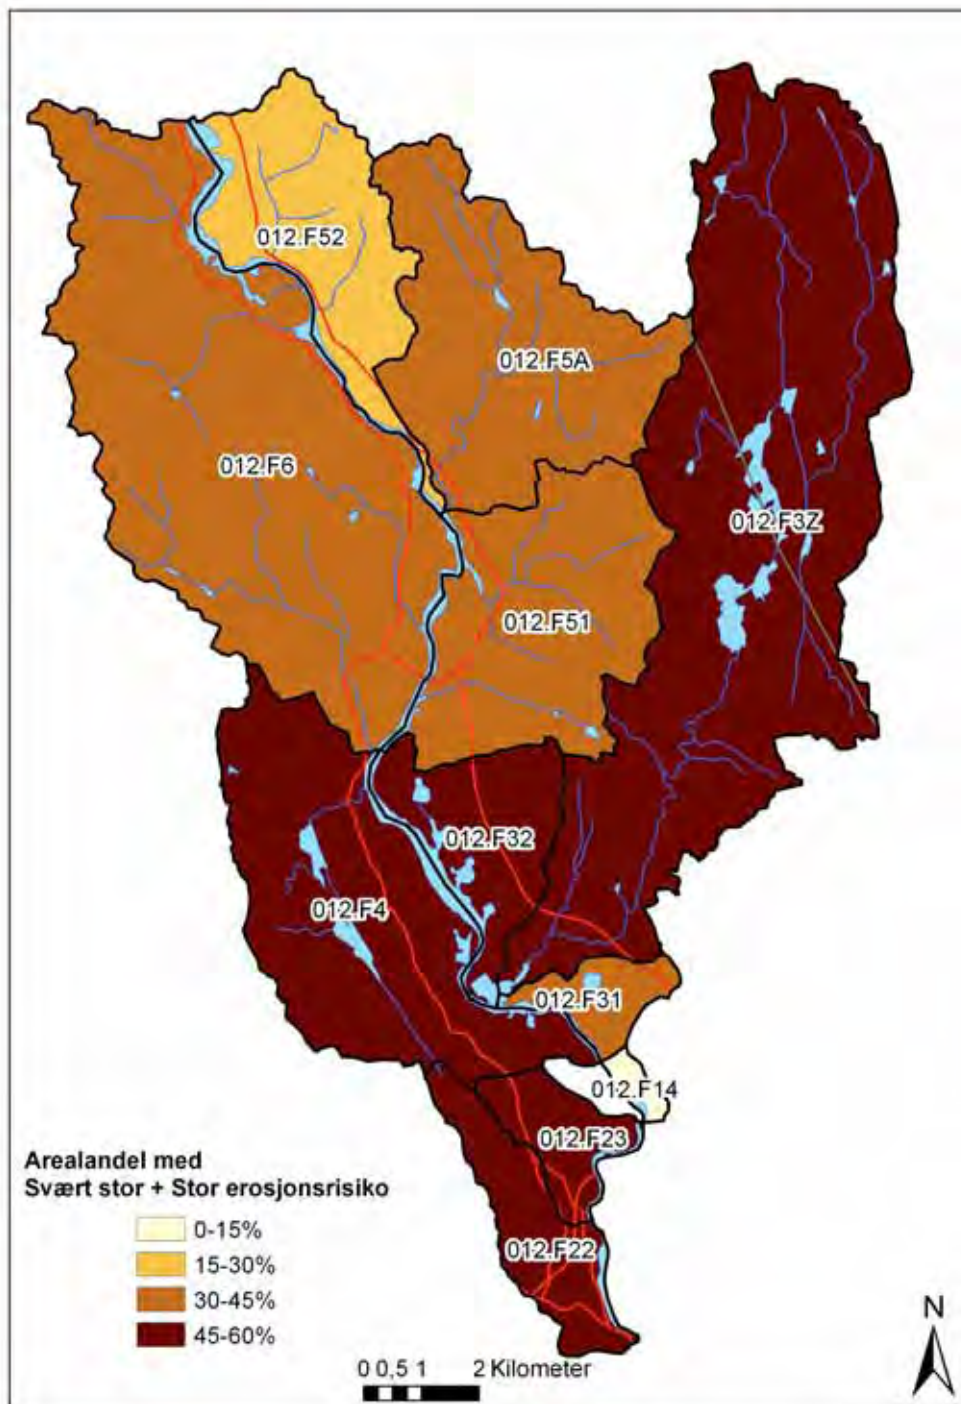 012.F52
012.F5A
012.F6
012.F3Z
012.F51
012.F32
012.F4
012.F31
012.F14
012.F23
012.F22
Arealandel med
Svært stor + Stor erosjonsrisiko
0-15%
15-30%
30-45%
45-60%
0 0,5 1 2 Kilometer
N